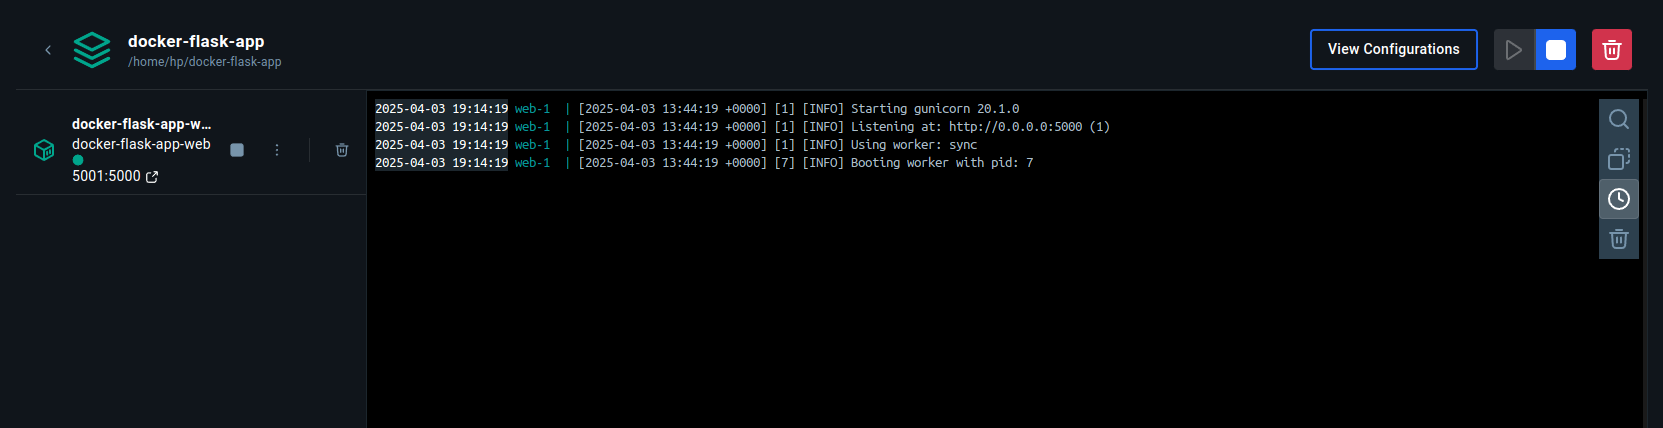 docker-flask-app
/home/hp/docker-flask-app
View Configurations
docker-flask-app-w...
docker-flask-app-web
5001:5000
2025-04-03 19:14:19 web-1 | [2025-04-03 13:44:19 +0000] [1] [INFO] Starting gunicorn 20.1.0
2025-04-03 19:14:19 web-1 | [2025-04-03 13:44:19 +0000] [1] [INFO] Listening at: http://0.0.0.0:5000 (1)
2025-04-03 19:14:19 web-1 | [2025-04-03 13:44:19 +0000] [1] [INFO] Using worker: sync
2025-04-03 19:14:19 web-1 | [2025-04-03 13:44:19 +0000] [7] [INFO] Booting worker with pid: 7